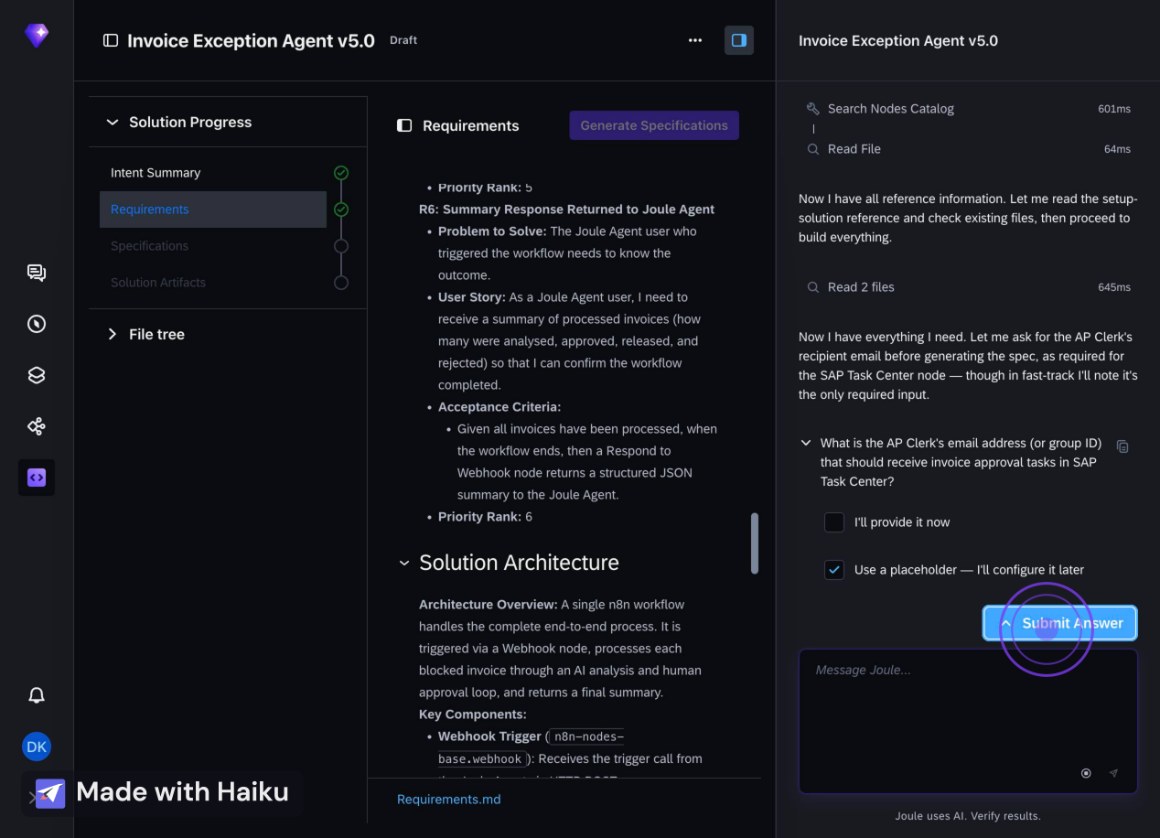 Invoice Exception Agent v5.0 Draft
Solution Progress
Intent Summary
Requirements
Specifications
Solution Artifacts
File tree
Requirements
Generate Specifications
• Priority Rank: 5
R6: Summary Response Returned to Joule Agent
• Problem to Solve: The Joule Agent user who
triggered the workflow needs to know the
outcome.
• User Story: As a Joule Agent user, I need to
receive a summary of processed invoices (how
many were analysed, approved, released, and
rejected) so that I can confirm the workflow
completed.
• Acceptance Criteria:
• Given all invoices have been processed, when
the workflow ends, then a Respond to
Webhook node returns a structured JSON
summary to the Joule Agent.
• Priority Rank: 6
Solution Architecture
Architecture Overview: A single n8n workflow
handles the complete end-to-end process. It is
triggered via a Webhook node, processes each
blocked invoice through an AI analysis and human
approval loop, and returns a final summary.
Key Components:
• Webhook Trigger (n8n-nodes-
base.webhook): Receives the trigger call from
Requirements.md
Invoice Exception Agent v5.0
Search Nodes Catalog 601ms
Read File 64ms
Now I have all reference information. Let me read the setup-
solution reference and check existing files, then proceed to
build everything.
Read 2 files 645ms
Now I have everything I need. Let me ask for the AP Clerk's
recipient email before generating the spec, as required for
the SAP Task Center node — though in fast-track I'll note it's
the only required input.
What is the AP Clerk's email address (or group ID)
that should receive invoice approval tasks in SAP
Task Center?
I'll provide it now
Use a placeholder — I'll configure it later
Submit Answer
Message Joule...
Joule uses AI. Verify results.
DK
Made with Haiku